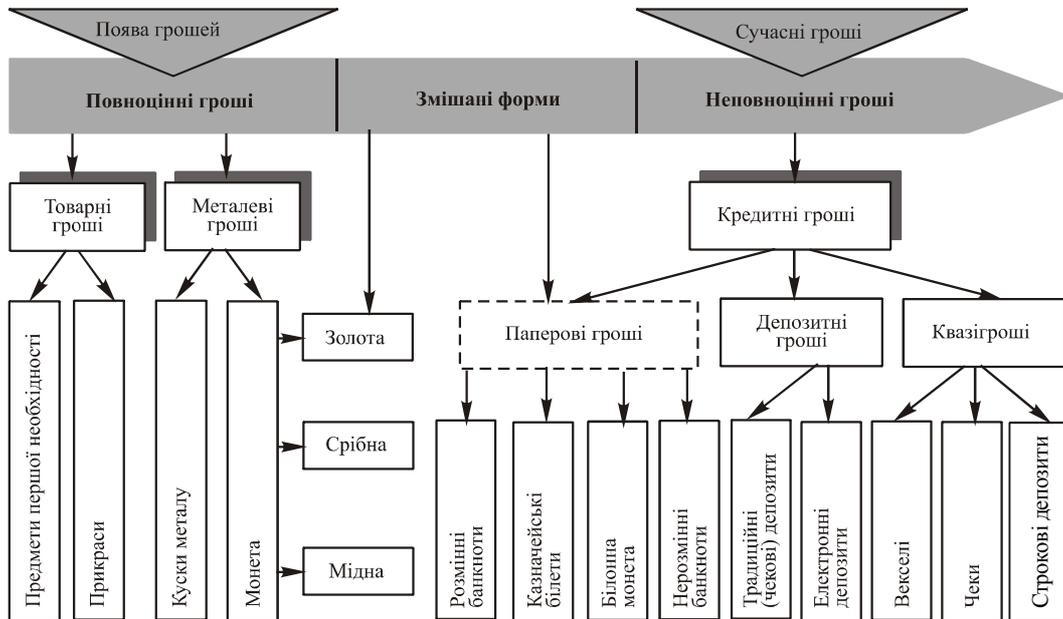 Поява грошей
Сучасні гроші
Повноцінні гроші
Змішані форми
Неповноцінні гроші
Товарні
гроші
Металеві
гроші
Кредитні гроші
Паперові гроші
Депозитні
гроші
Квазігроші
Предмети першої необхідності
Прикраси
Куски металу
Монета
Золота
Срібна
Мідна
Розмінні
банкноти
Казначейські
білети
Білонна
монета
Нерозмінні
банкноти
Традиційні
(чекові) депозити
Електронні
депозити
Векселі
Чеки
Строкові депозити